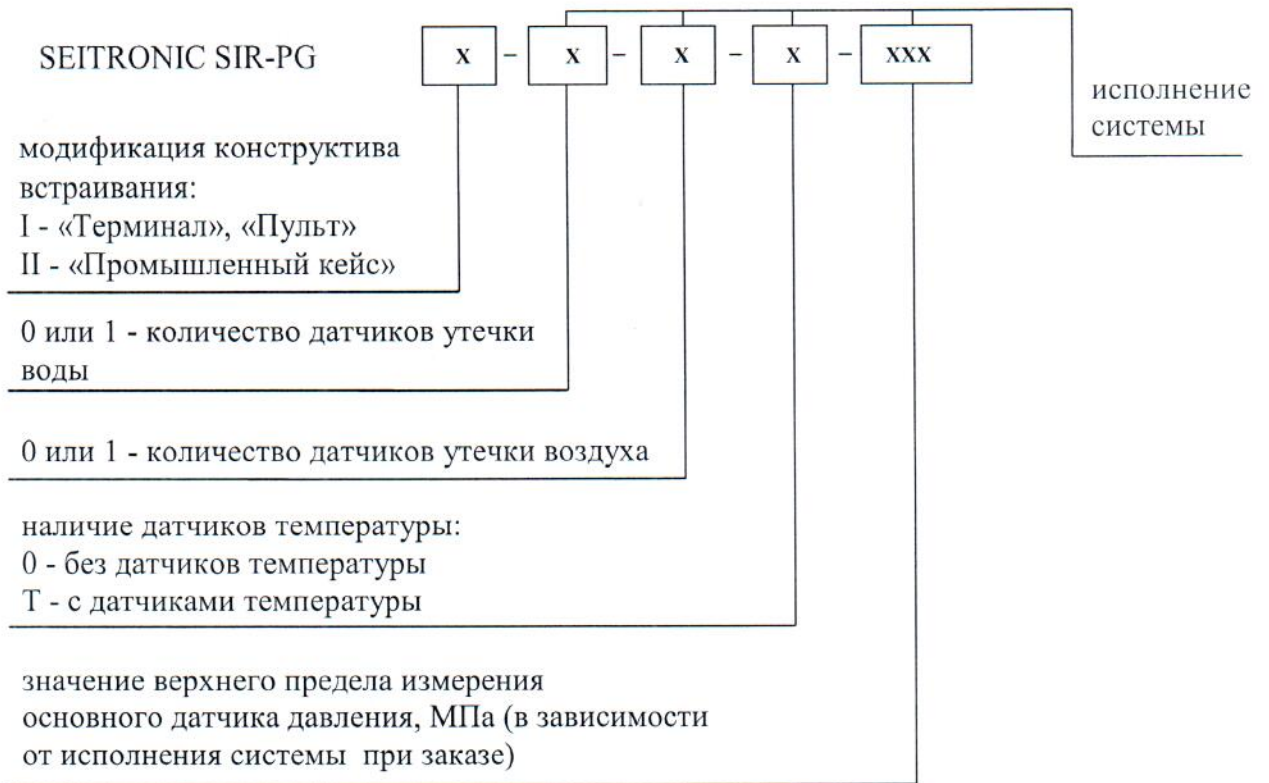 SEITRONIC SIR-PG X – X – X – X – XXX
исполнение
системы
модификация конструктива
встраивания:
I - «Терминал», «Пульт»
II - «Промышленный кейс»
0 или 1 - количество датчиков утечки
воды
0 или 1 - количество датчиков утечки воздуха
наличие датчиков температуры:
0 - без датчиков температуры
Т - с датчиками температуры
значение верхнего предела измерения
основного датчика давления, МПа (в зависимости
от исполнения системы при заказе)